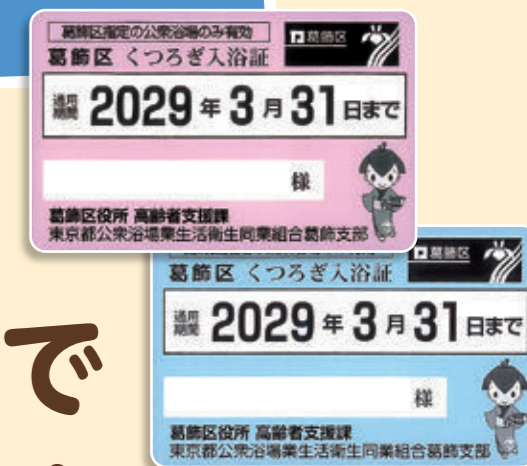 葛飾区指定の公衆浴場のみ有効
葛飾区 くつろぎ入浴証
葛飾区
適用期間 2029年3月31日まで
様
葛飾区役所 高齢者支援課
東京都公衆浴場業生活衛生同業組合葛飾支部
葛飾区 くつろぎ入浴証
葛飾区
適用期間 2029年3月31日まで
様
葛飾区役所 高齢者支援課
東京都公衆浴場業生活衛生同業組合葛飾支部
で